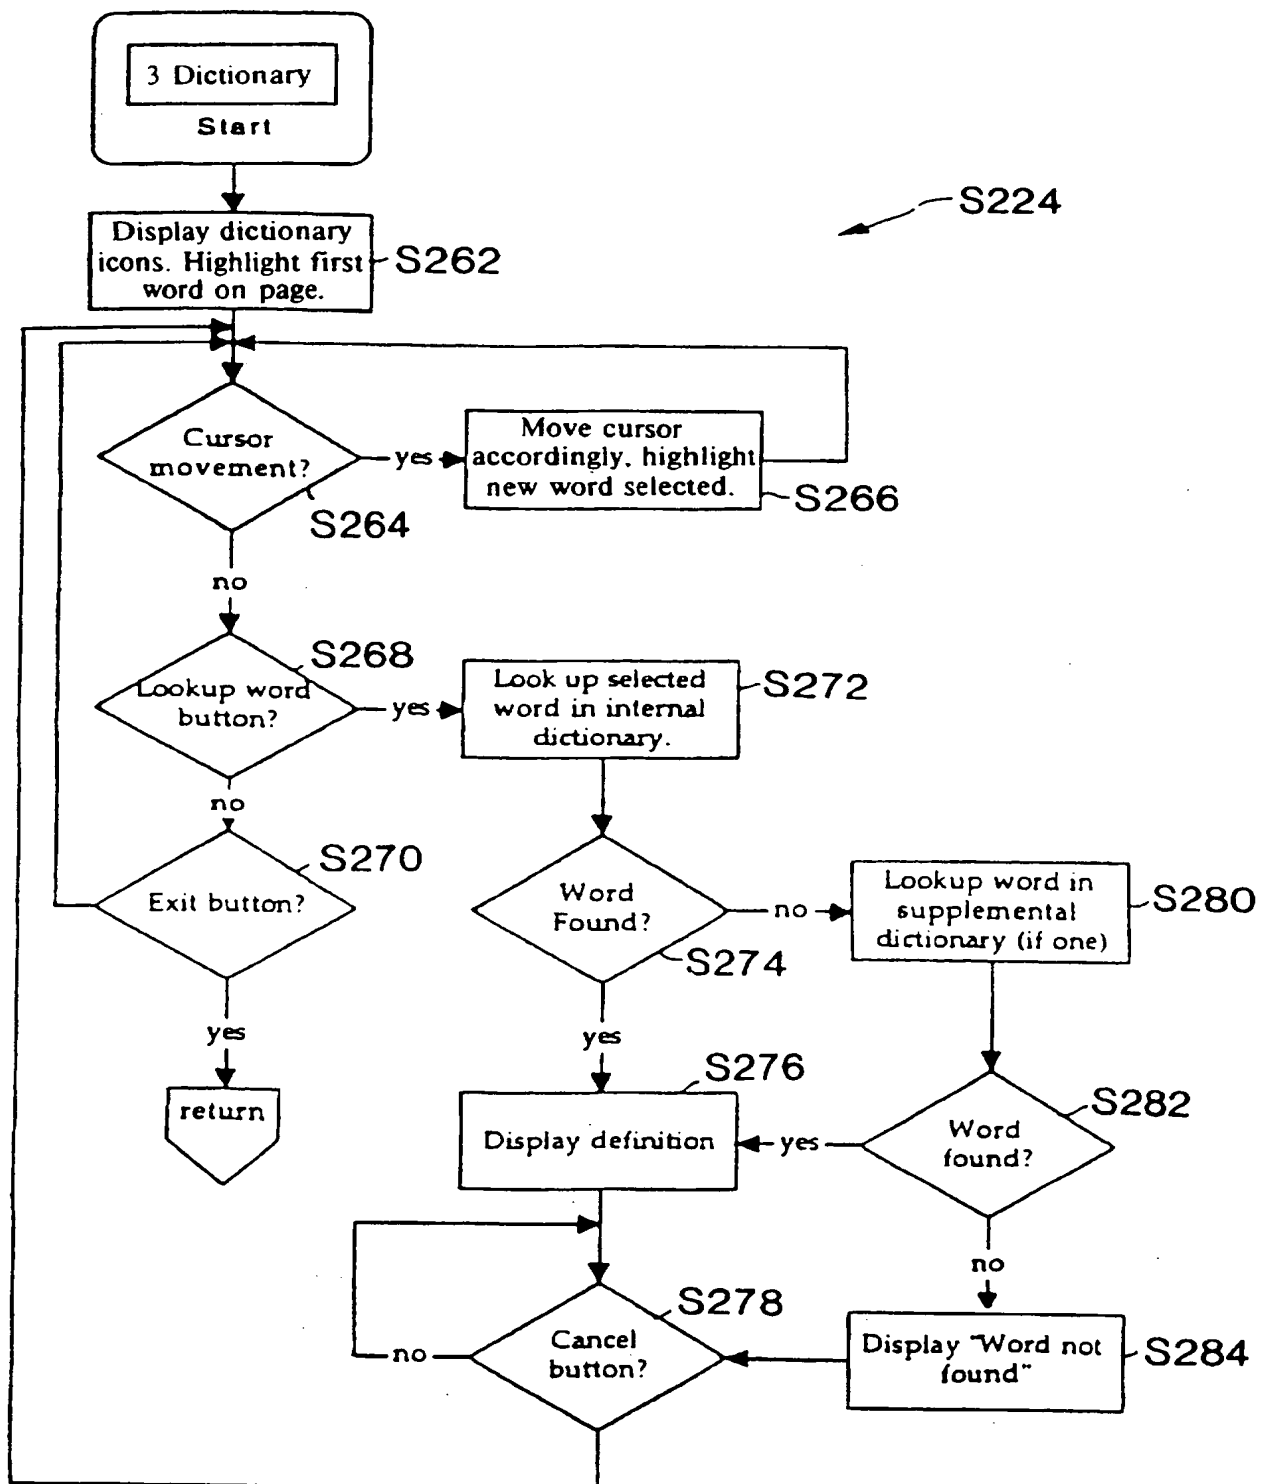 3 Dictionary
Start
S224
Display dictionary
icons. Highlight first
word on page.
S262
Cursor
movement?
S264
yes
Move cursor
accordingly, highlight
new word selected.
S266
no
Lookup word
button?
S268
yes
Look up selected
word in internal
dictionary.
S272
no
Exit button?
S270
Word
Found?
S274
no
Lookup word in
supplemental
dictionary (if one)
S280
yes
return
yes
Display definition
S276
yes
Word
found?
S282
no
Cancel
button?
S278
no
Display "Word not
found"
S284